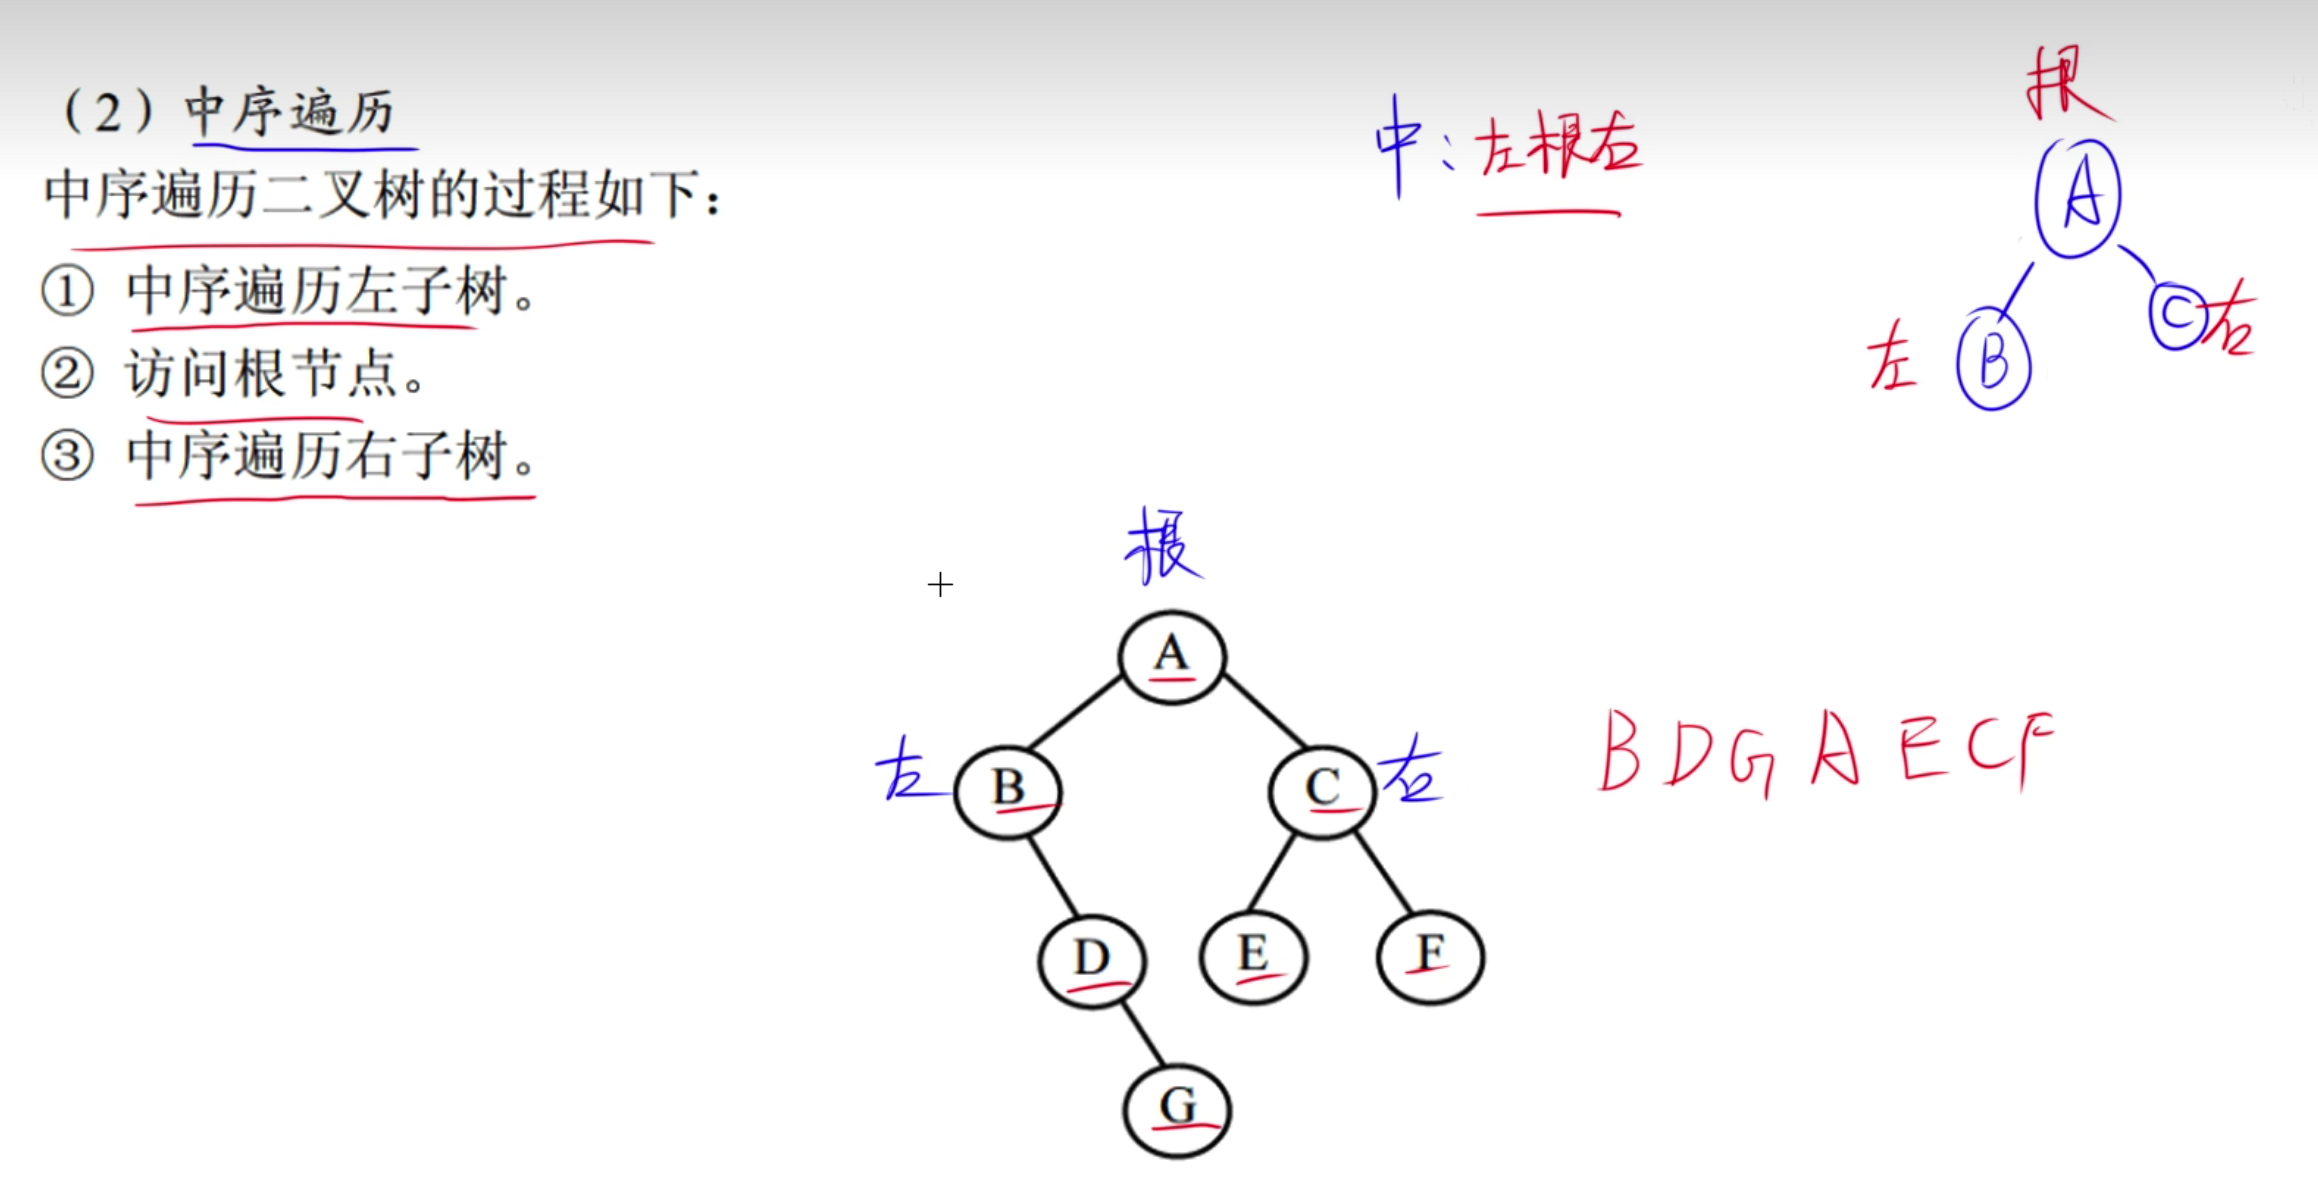 （2）中序遍历
中序遍历二叉树的过程如下：
① 中序遍历左子树。
② 访问根节点。
③ 中序遍历右子树。
中：左根右
根
A
左 B
C 右
根
A
左 B
C 右
D
E
F
G
B D G A E C F